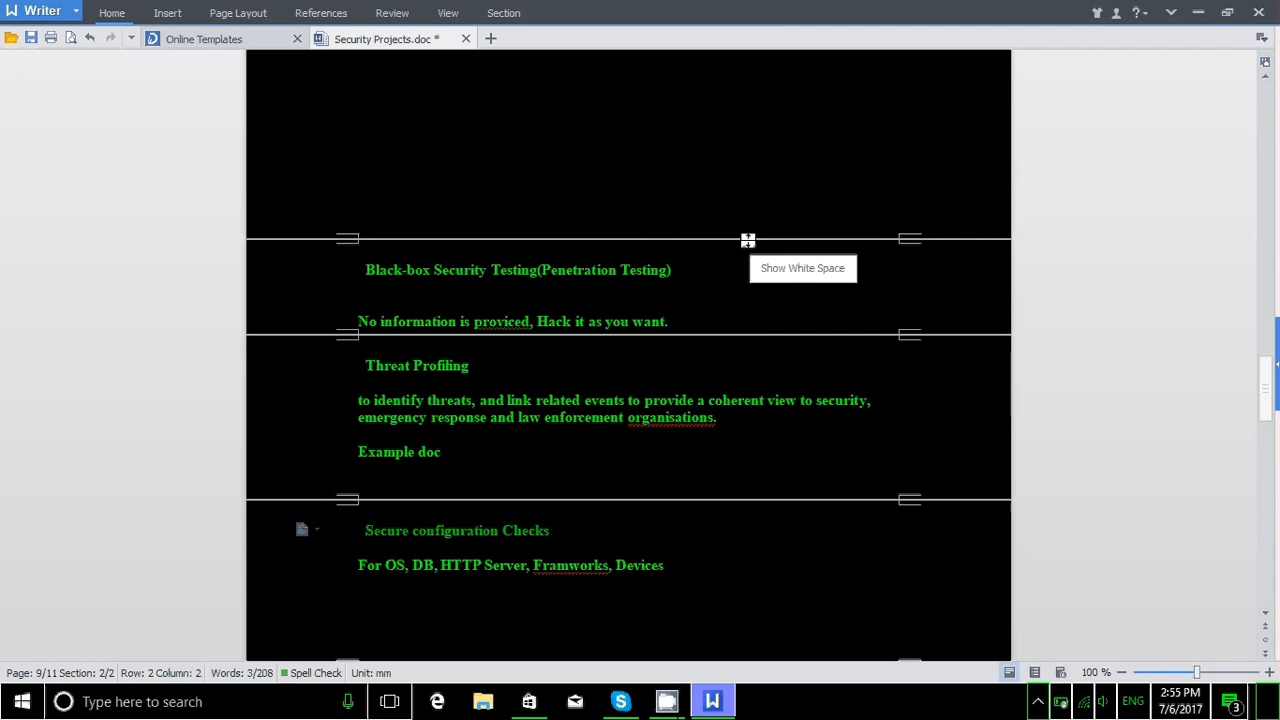 Writer
Home Insert Page Layout References Review View Section
Online Templates
Security Projects.doc *
Black-box Security Testing(Penetration Testing)
Show White Space
No information is proviced, Hack it as you want.
Threat Profiling
to identify threats, and link related events to provide a coherent view to security,
emergency response and law enforcement organisations.
Example doc
Secure configuration Checks
For OS, DB, HTTP Server, Framworks, Devices
Page: 9/11 Section: 2/2 Row: 2 Column: 2 Words: 3/208 Spell Check Unit: mm
100 %
Type here to search
ENG
2:55 PM
7/6/2017
3